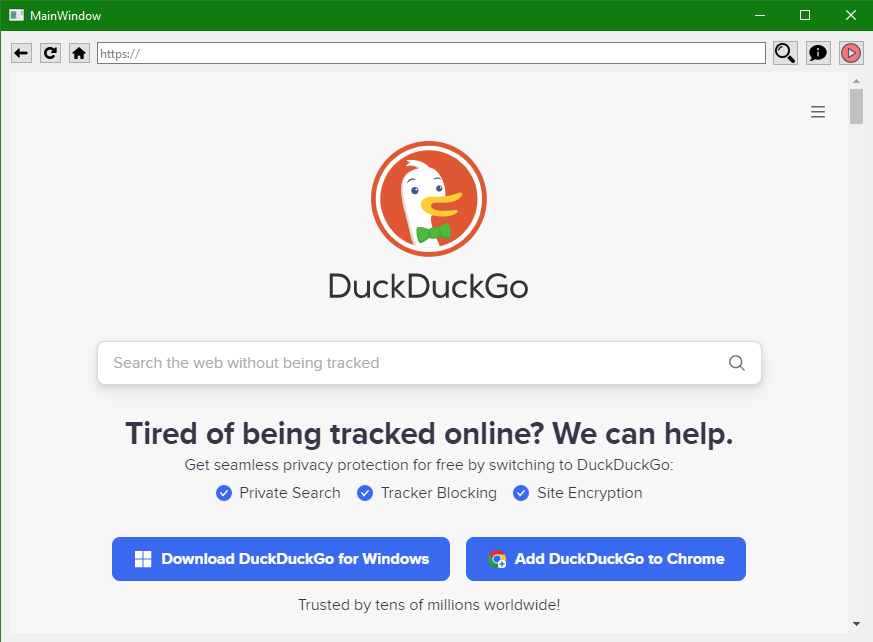 MainWindow
https://
DuckDuckGo
Search the web without being tracked
Tired of being tracked online? We can help.
Get seamless privacy protection for free by switching to DuckDuckGo:
Private Search Tracker Blocking Site Encryption
Download DuckDuckGo for Windows Add DuckDuckGo to Chrome
Trusted by tens of millions worldwide!